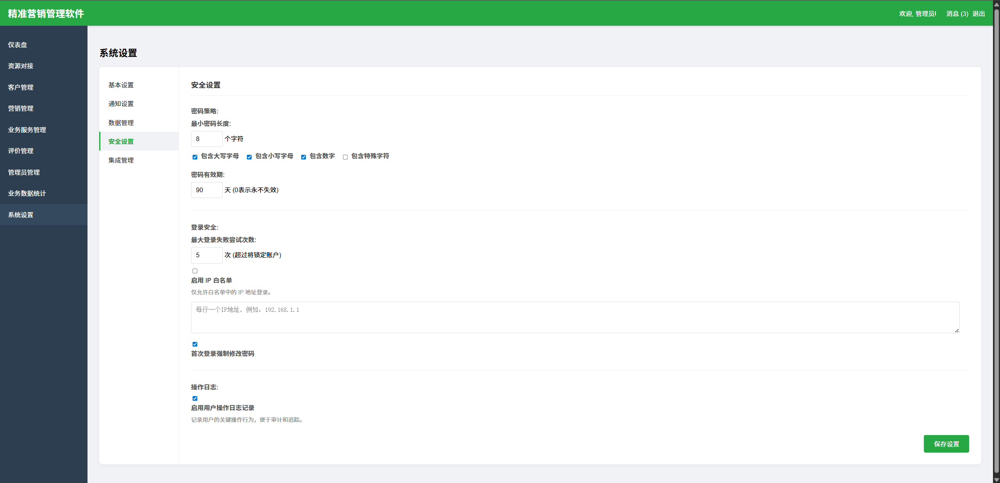 精准营销管理软件
欢迎, 管理员! 消息 (3) 退出
仪表盘
资源对接
客户管理
营销管理
业务服务管理
评价管理
管理员管理
业务数据统计
系统设置
系统设置
基本设置
通知设置
数据管理
安全设置
集成管理
安全设置
密码策略:
最小密码长度:
8 个字符
包含大写字母 包含小写字母 包含数字 包含特殊字符
密码有效期:
90 天 (0表示永不失效)
登录安全:
最大登录失败尝试次数:
5 次 (超过将锁定账户)
启用 IP 白名单
仅允许白名单中的 IP 地址登录。
每行一个IP地址，例如：192.168.1.1
首次登录强制修改密码
操作日志:
启用用户操作日志记录
记录用户的关键操作行为，便于审计和追踪。
保存设置